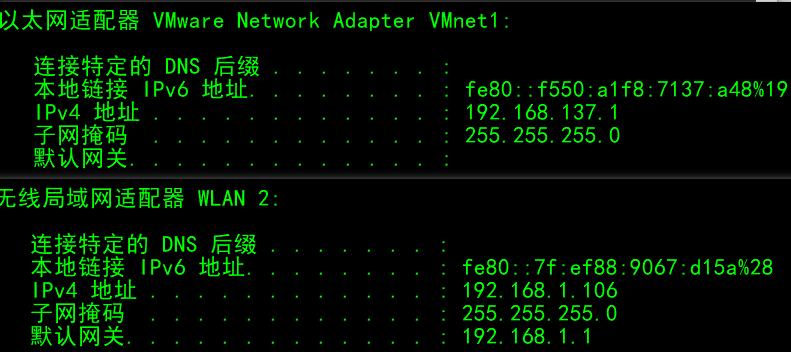 以太网适配器 VMware Network Adapter VMnet1:
连接特定的 DNS 后缀 . . . . . . . :
本地链接 IPv6 地址. . . . . . . . : fe80::f550:a1f8:7137:a48%19
IPv4 地址 . . . . . . . . . . . . : 192.168.137.1
子网掩码  . . . . . . . . . . . . : 255.255.255.0
默认网关. . . . . . . . . . . . . :
无线局域网适配器 WLAN 2:
连接特定的 DNS 后缀 . . . . . . . :
本地链接 IPv6 地址. . . . . . . . : fe80::7f:ef88:9067:d15a%28
IPv4 地址 . . . . . . . . . . . . : 192.168.1.106
子网掩码  . . . . . . . . . . . . : 255.255.255.0
默认网关. . . . . . . . . . . . . : 192.168.1.1